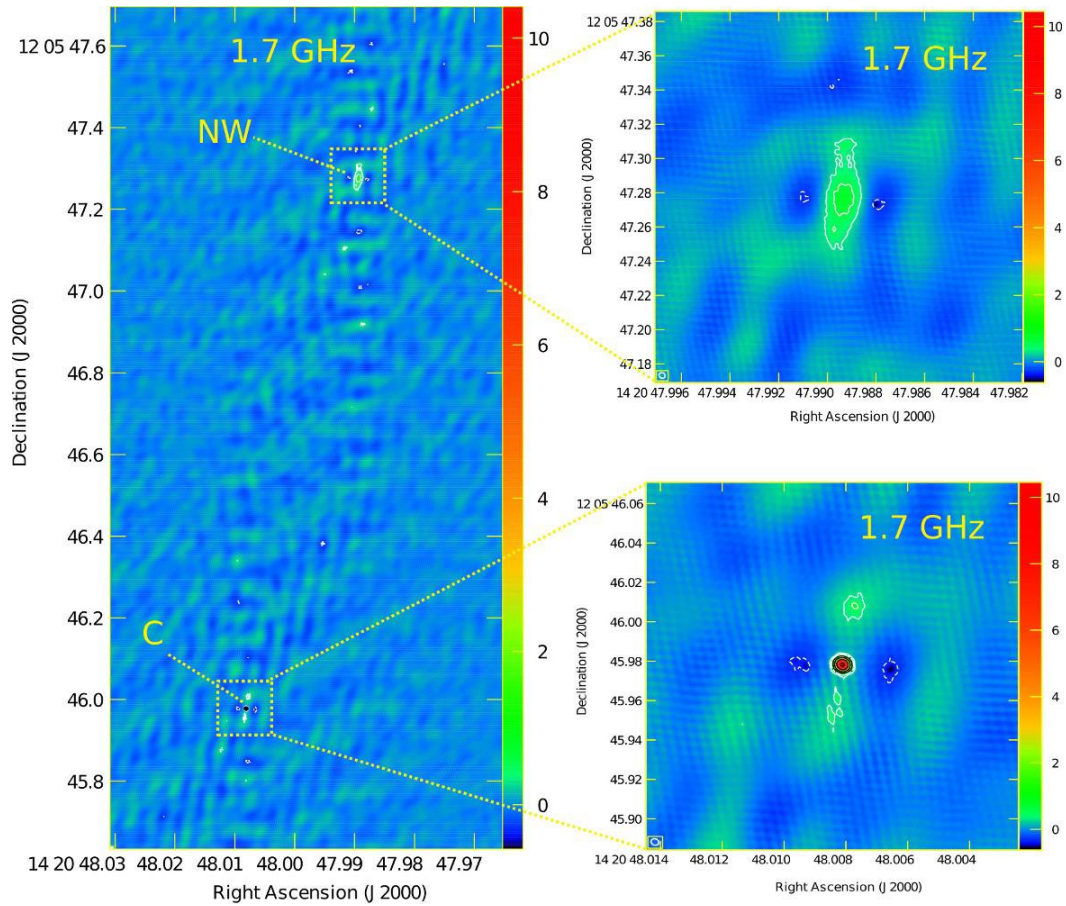 1.7 GHz
NW
C
12 05 47.6
47.4
47.2
47.0
46.8
46.6
46.4
46.2
46.0
45.8
Declination (J 2000)
14 20 48.03 48.02 48.01 48.00 47.99 47.98 47.97
Right Ascension (J 2000)
10
8
6
4
2
0
1.7 GHz
12 05 47.38
47.36
47.34
47.32
47.30
47.28
47.26
47.24
47.22
47.20
47.18
Declination (J 2000)
14 20 47.996 47.994 47.992 47.990 47.988 47.986 47.984 47.982
Right Ascension (J 2000)
10
8
6
4
2
0
1.7 GHz
12 05 46.06
46.04
46.02
46.00
45.98
45.96
45.94
45.92
45.90
Declination (J 2000)
14 20 48.014 48.012 48.010 48.008 48.006 48.004
Right Ascension (J 2000)
10
8
6
4
2
0